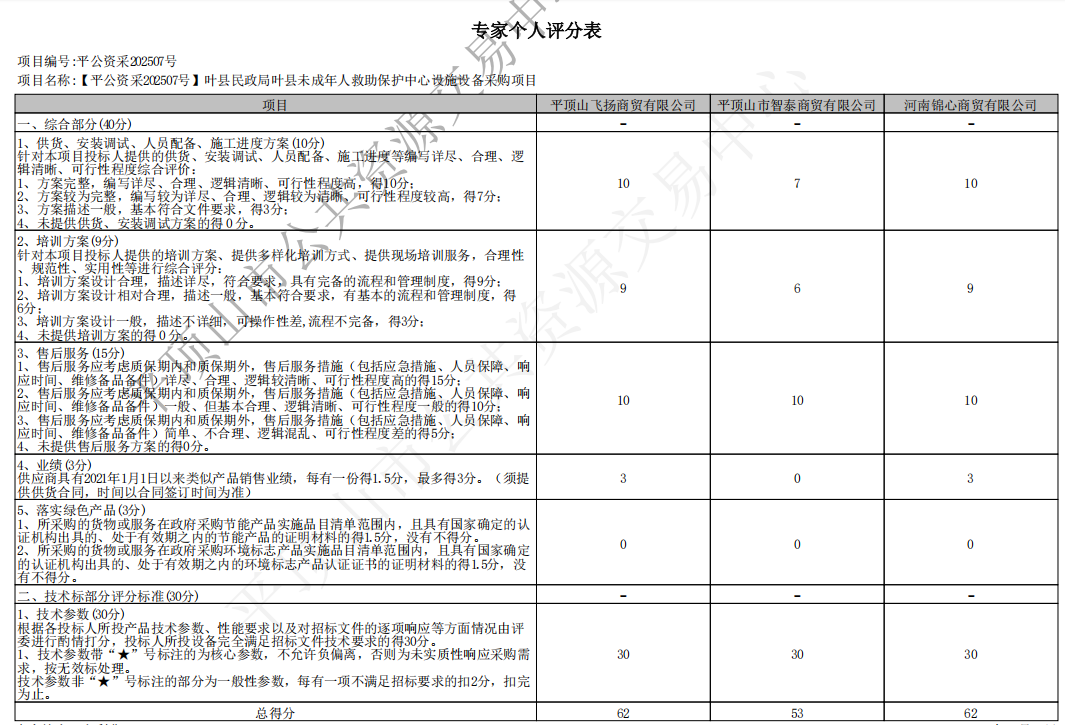 专家个人评分表
项目编号:平公资采202507号
项目名称:【平公资采202507号】叶县民政局叶县未成年人救助保护中心设施设备采购项目
项目 平顶山飞扬商贸有限公司 平顶山市智泰商贸有限公司 河南锦心商贸有限公司
一、综合部分(40分) － － －
1、供货、安装调试、人员配备、施工进度方案(10分)
针对本项目投标人提供的供货、安装调试、人员配备、施工进度等编写详尽、合理、逻
辑清晰、可行性程度综合评价:
1、方案完整，编写详尽、合理、逻辑清晰、可行性程度高，得10分;
2、方案较为完整，编写较为详尽、合理、逻辑较为清晰、可行性程度较高，得7分;
3、方案描述一般，基本符合文件要求，得3分;
4、未提供供货、安装调试方案的得０分。
10 7 10
2、培训方案(9分)
针对本项目投标人提供的培训方案、提供多样化培训方式、提供现场培训服务，合理性
、规范性、实用性等进行综合评分;
1、培训方案设计合理，描述详尽，符合要求，具有完备的流程和管理制度，得9分;
2、培训方案设计相对合理，描述一般，基本符合要求，有基本的流程和管理制度，得
6分;
3、培训方案设计一般，描述不详细，可操作性差,流程不完备，得3分;
4、未提供培训方案的得０分。
9 6 9
3、售后服务(15分)
1、售后服务应考虑质保期内和质保期外，售后服务措施（包括应急措施、人员保障、响
应时间、维修备品备件）详尽、合理、逻辑较清晰、可行性程度高的得15分;
2、售后服务应考虑质保期内和质保期外，售后服务措施（包括应急措施、人员保障、响
应时间、维修备品备件）一般、但基本合理、逻辑清晰、可行性程度一般的得10分;
3、售后服务应考虑质保期内和质保期外，售后服务措施（包括应急措施、人员保障、响
应时间、维修备品备件）简单、不合理、逻辑混乱、可行性程度差的得5分;
4、未提供售后服务方案的得0分。
10 10 10
4、业绩(3分)
供应商具有2021年1月1日以来类似产品销售业绩，每有一份得1.5分，最多得3分。（须提
供供货合同，时间以合同签订时间为准）
3 0 3
5、落实绿色产品(3分)
1、所采购的货物或服务在政府采购节能产品实施品目清单范围内，且具有国家确定的认
证机构出具的、处于有效期之内的节能产品的证明材料的得1.5分，没有不得分。
2、所采购的货物或服务在政府采购环境标志产品实施品目清单范围内，且具有国家确定
的认证机构出具的、处于有效期之内的环境标志产品认证证书的证明材料的得1.5分，没
有不得分。
0 0 0
二、技术标部分评分标准(30分) － － －
1、技术参数(30分)
根据各投标人所投产品技术参数、性能要求以及对招标文件的逐项响应等方面情况由评
委进行酌情打分，投标人所投设备完全满足招标文件技术要求的得30分。
1、技术参数带“★”号标注的为核心参数，不允许负偏离，否则为未实质性响应采购需
求，按无效标处理。
技术参数非“★”号标注的部分为一般性参数，每有一项不满足招标要求的扣2分，扣完
为止。
30 30 30
总得分 62 53 62
平顶山市公共资源交易中心
平顶山市公共资源交易中心